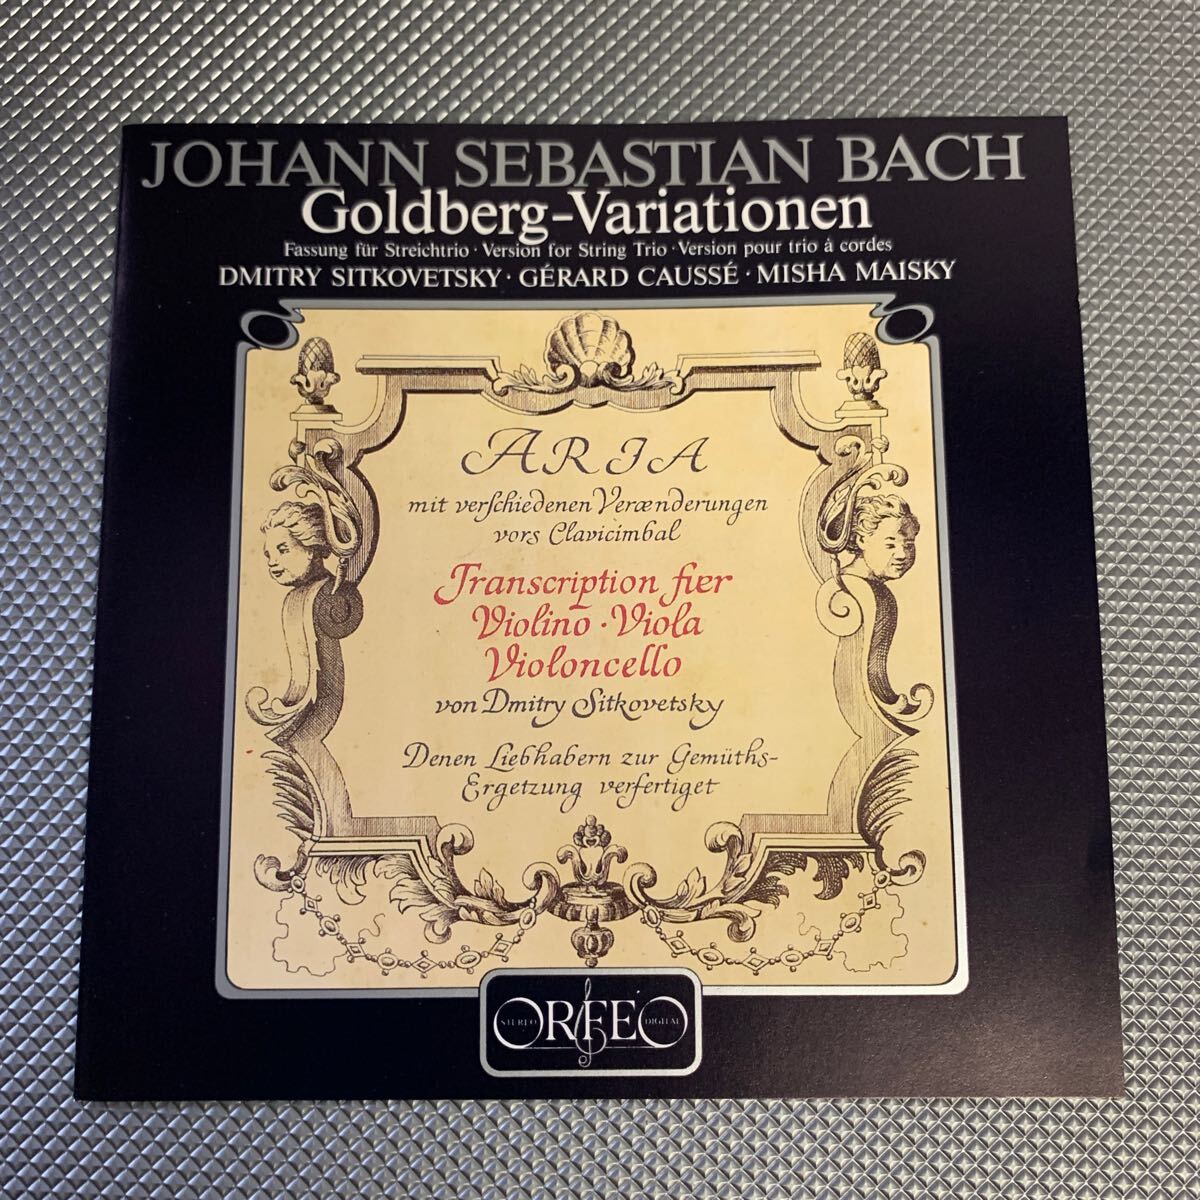 JOHANN SEBASTIAN BACH
Goldberg-Variationen
Fassung für Streichtrio · Version for String Trio · Version pour trio à cordes
DMITRY SITKOVETSKY · GÉRARD CAUSSÉ · MISHA MAISKY
ARIA
mit verschiedenen Veraenderungen
vors Clavicimbal
Transcription fuer
Violino · Viola
Violoncello
von Dmitry Sitkovetsky
Denen Liebhabern zur Gemüths-
Ergetzung verfertiget
STEREO ORFEO DIGITAL